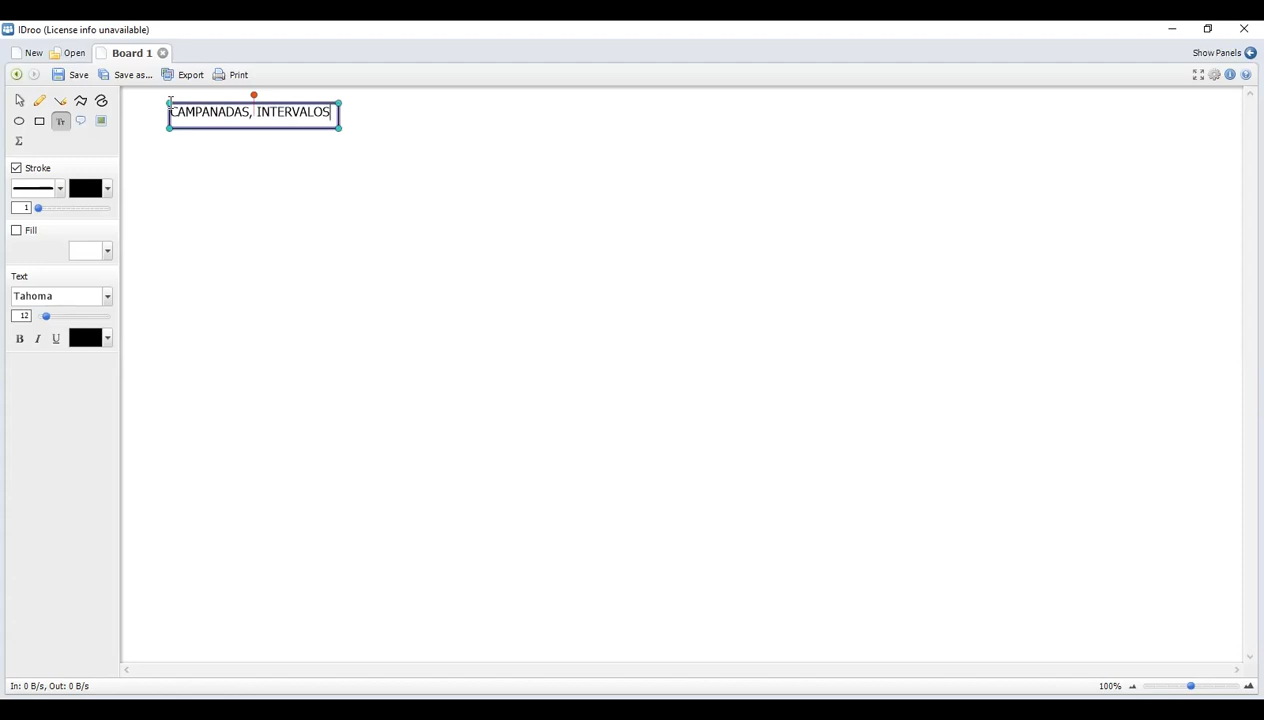 IDroo (License info unavailable)
New Open Board 1 Show Panels
Save Save as... Export Print
CAMPANADAS, INTERVALOS
Tr
Σ
Stroke
1
Fill
Text
Tahoma
12
B I U
In: 0 B/s, Out: 0 B/s 100%